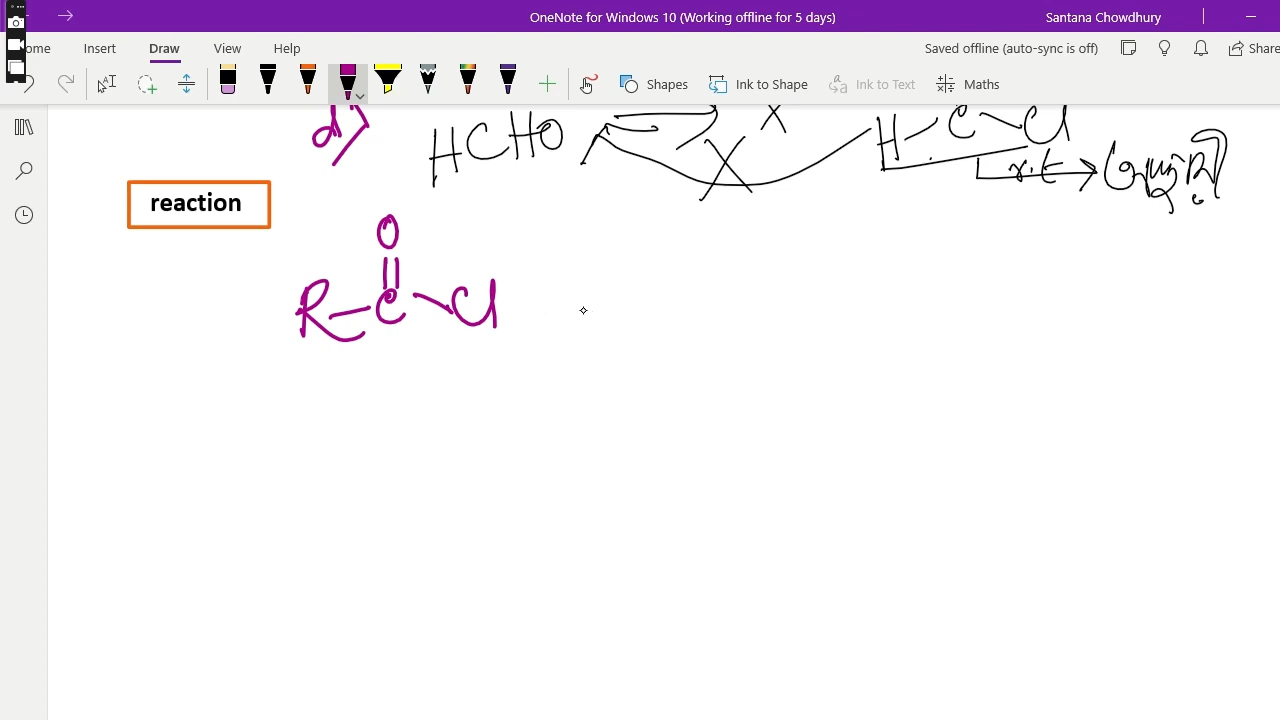 OneNote for Windows 10 (Working offline for 5 days)
Santana Chowdhury
ome Insert Draw View Help
Saved offline (auto-sync is off) Share
Shapes Ink to Shape Ink to Text Maths
d)
HCHO X H C Cl
X r.t
reaction
O
R C Cl